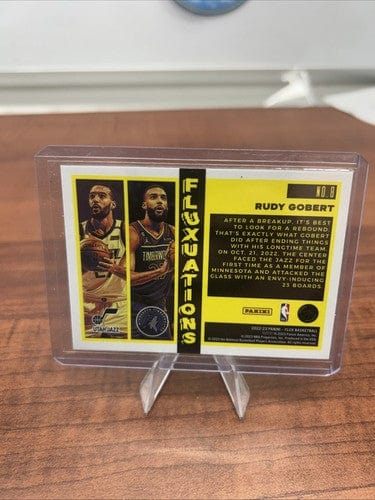 NO. 8
RUDY GOBERT
AFTER A BREAKUP, IT'S BEST
TO LOOK FOR A REBOUND.
THAT'S EXACTLY WHAT GOBERT
DID AFTER ENDING THINGS
WITH HIS LONGTIME TEAM.
ON OCT. 21, 2022, THE CENTER
FACED THE JAZZ FOR THE
FIRST TIME AS A MEMBER OF
MINNESOTA AND ATTACKED THE
GLASS WITH AN ENVY-INDUCING
23 BOARDS.
FLUXUATIONS
UTAH JAZZ
PANINI
NBA
2022-23 PANINI - FLUX BASKETBALL